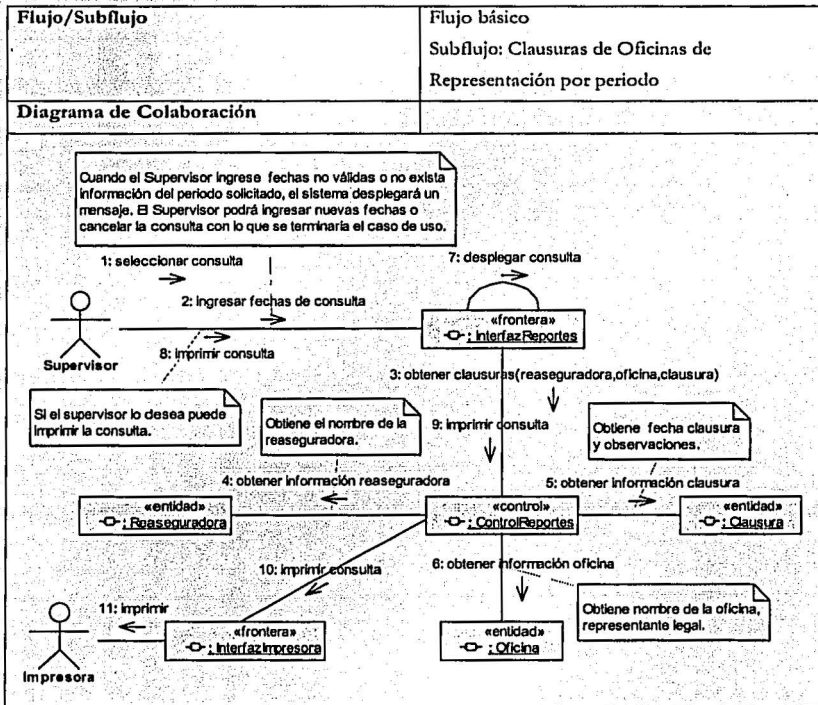 Flujo/Subflujo
Flujo básico
Subflujo: Clausuras de Oficinas de
Representación por periodo
Diagrama de Colaboración
Cuando el Supervisor ingrese fechas no válidas o no exista
información del periodo solicitado, el sistema desplegará un
mensaje. El Supervisor podrá ingresar nuevas fechas o
cancelar la consulta con lo que se terminaría el caso de uso.
1: seleccionar consulta
7: desplegar consulta
2: ingresar fechas de consulta
«frontera»
: InterfazReportes
Supervisor
8: imprimir consulta
3: obtener clausuras(reaseguradora,oficina,clausura)
Si el supervisor lo desea puede
imprimir la consulta.
Obtiene el nombre de la
reaseguradora.
9: imprimir consulta
Obtiene fecha clausura
y observaciones.
4: obtener información reaseguradora
5: obtener información clausura
«entidad»
: Reaseguradora
«control»
: ControlReportes
«entidad»
: Clausura
10: imprimir consulta
6: obtener información oficina
11: imprimir
Obtiene nombre de la oficina,
representante legal.
«frontera»
: InterfazImpresora
«entidad»
: Oficina
Impresora